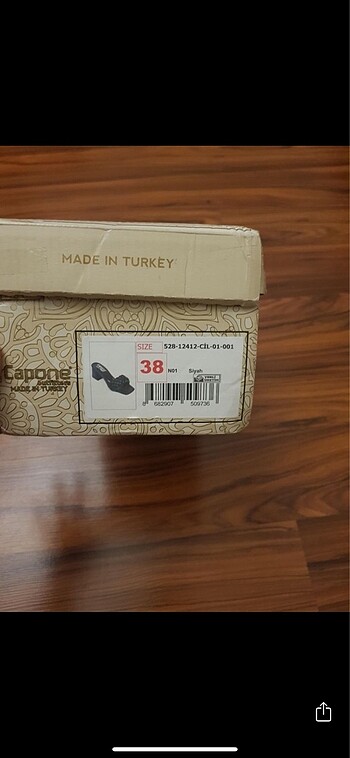 MADE IN TURKEY
Capone
MADE IN TURKEY
SIZE 528-12412-CİL-01-001
38 N01 Siyah
8 682907 509736